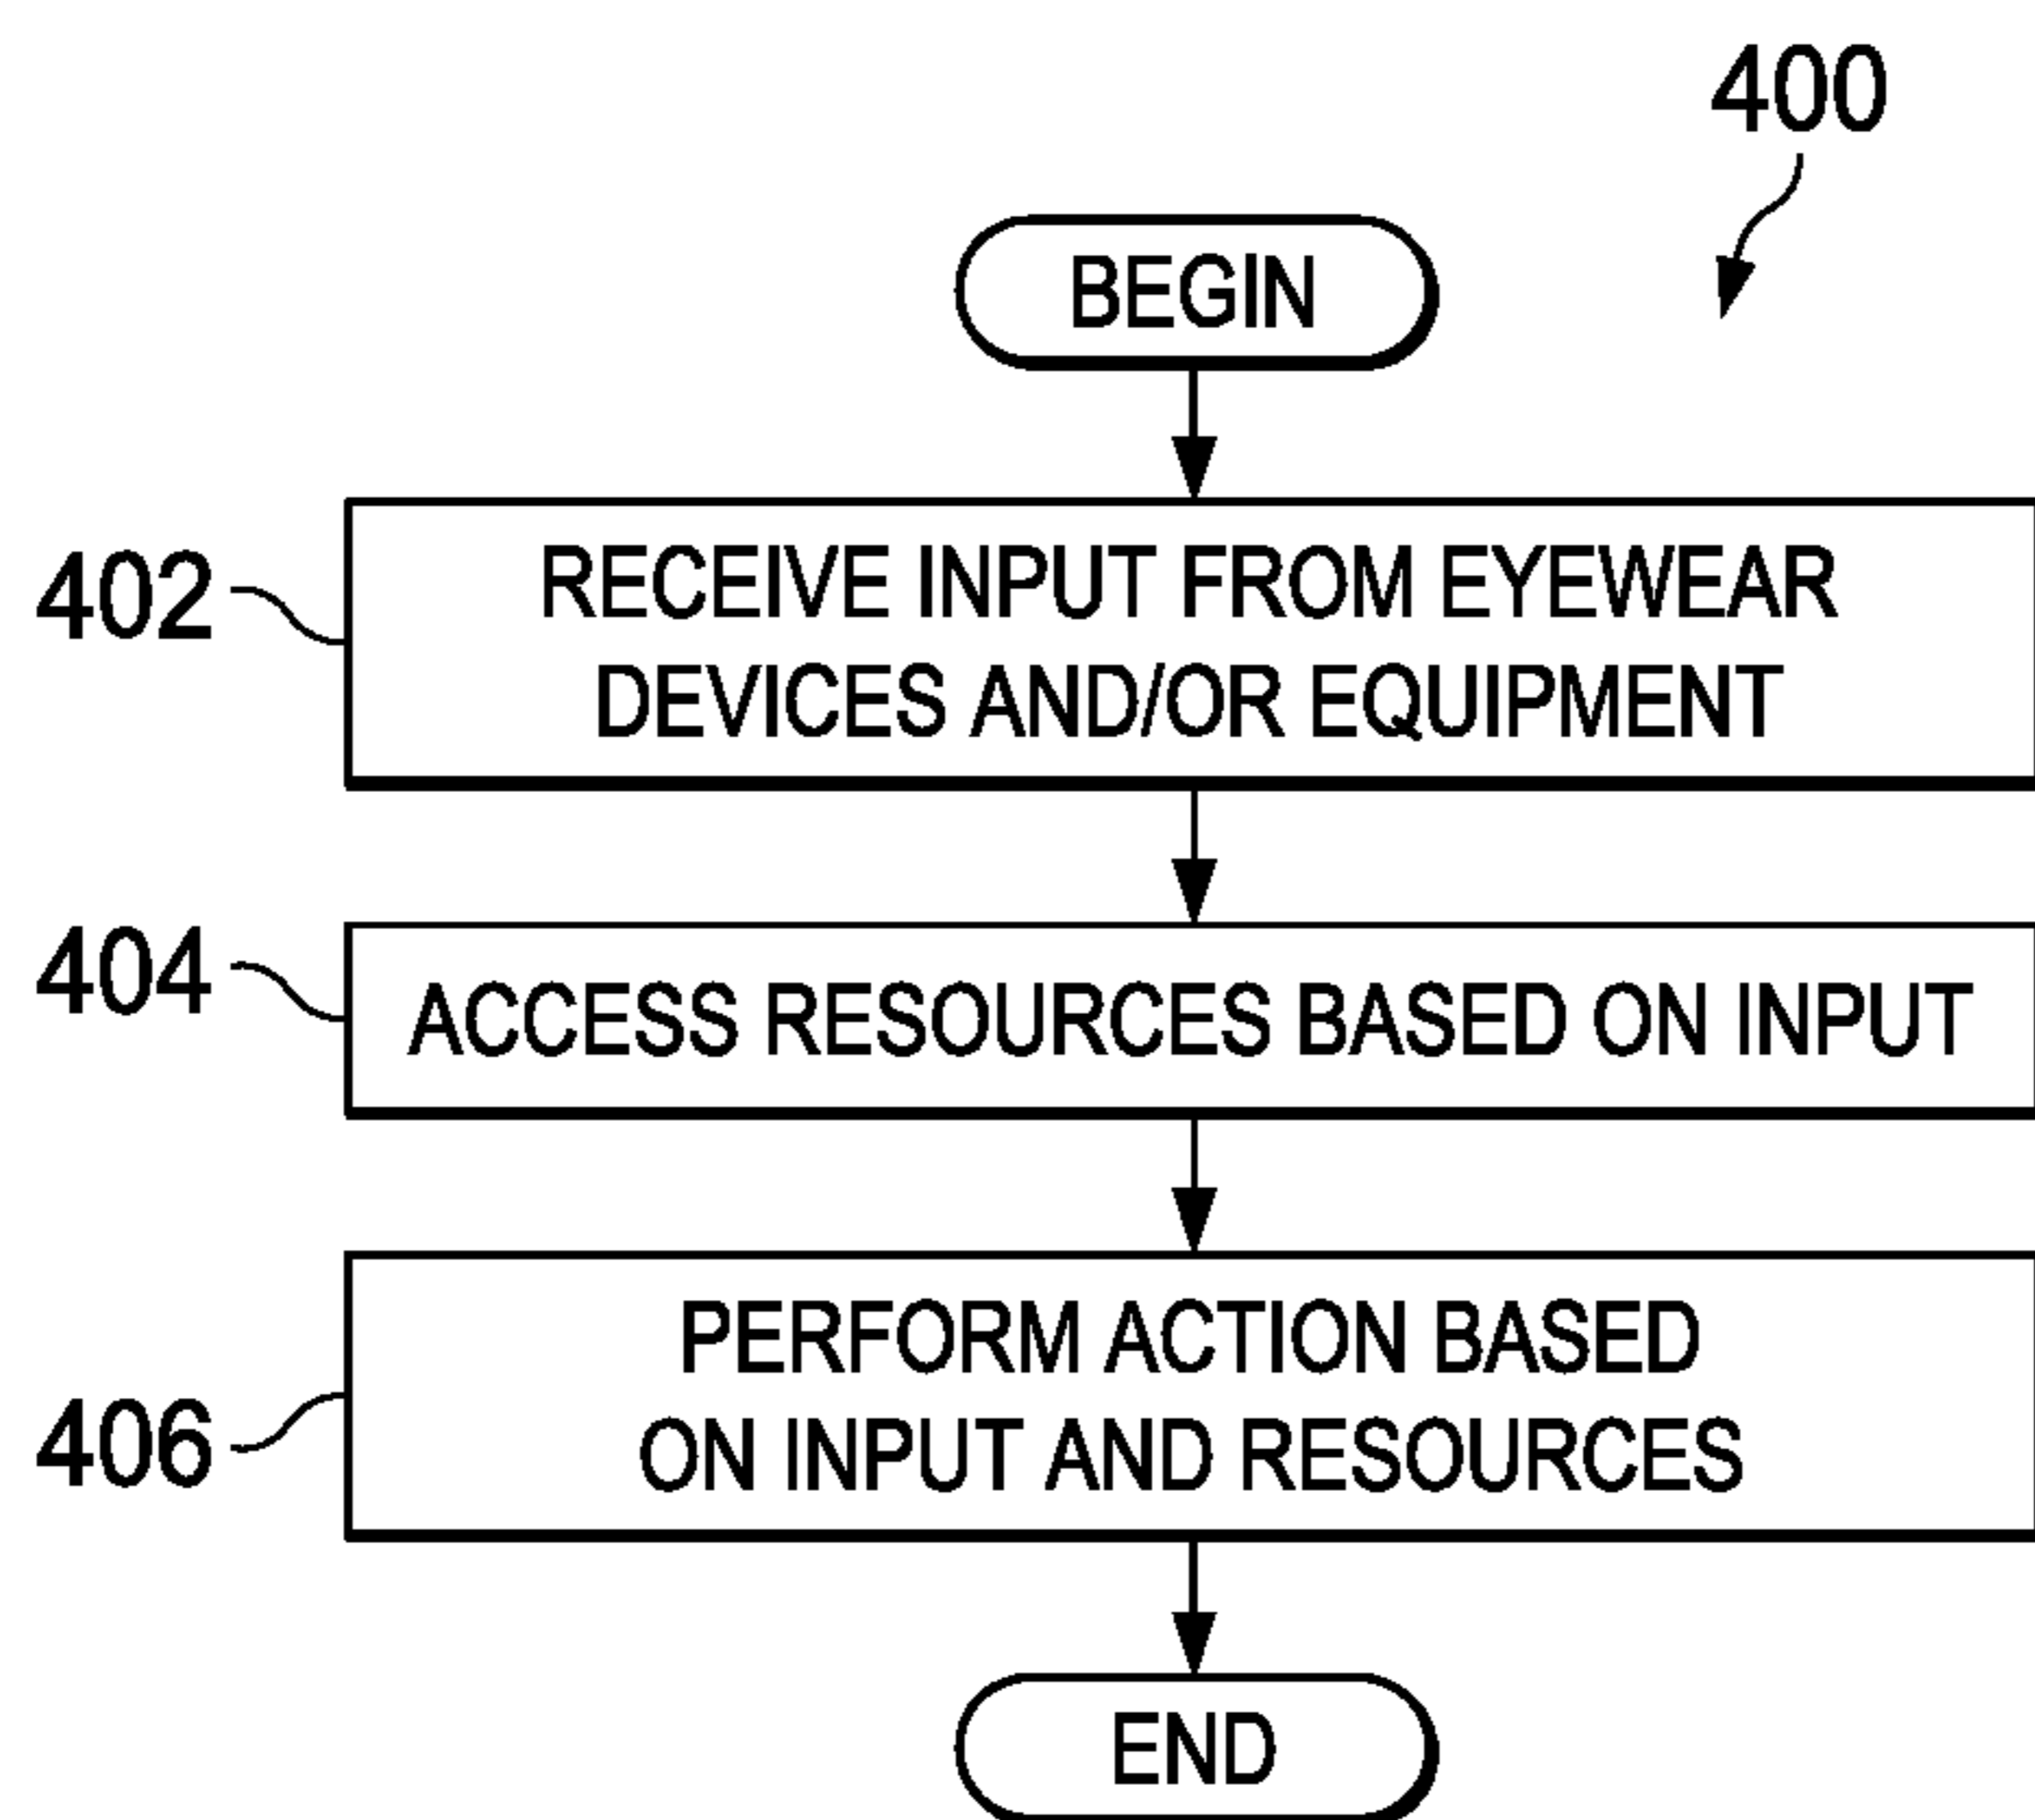 400
BEGIN
402
RECEIVE INPUT FROM EYEWEAR
DEVICES AND/OR EQUIPMENT
404
ACCESS RESOURCES BASED ON INPUT
406
PERFORM ACTION BASED
ON INPUT AND RESOURCES
END